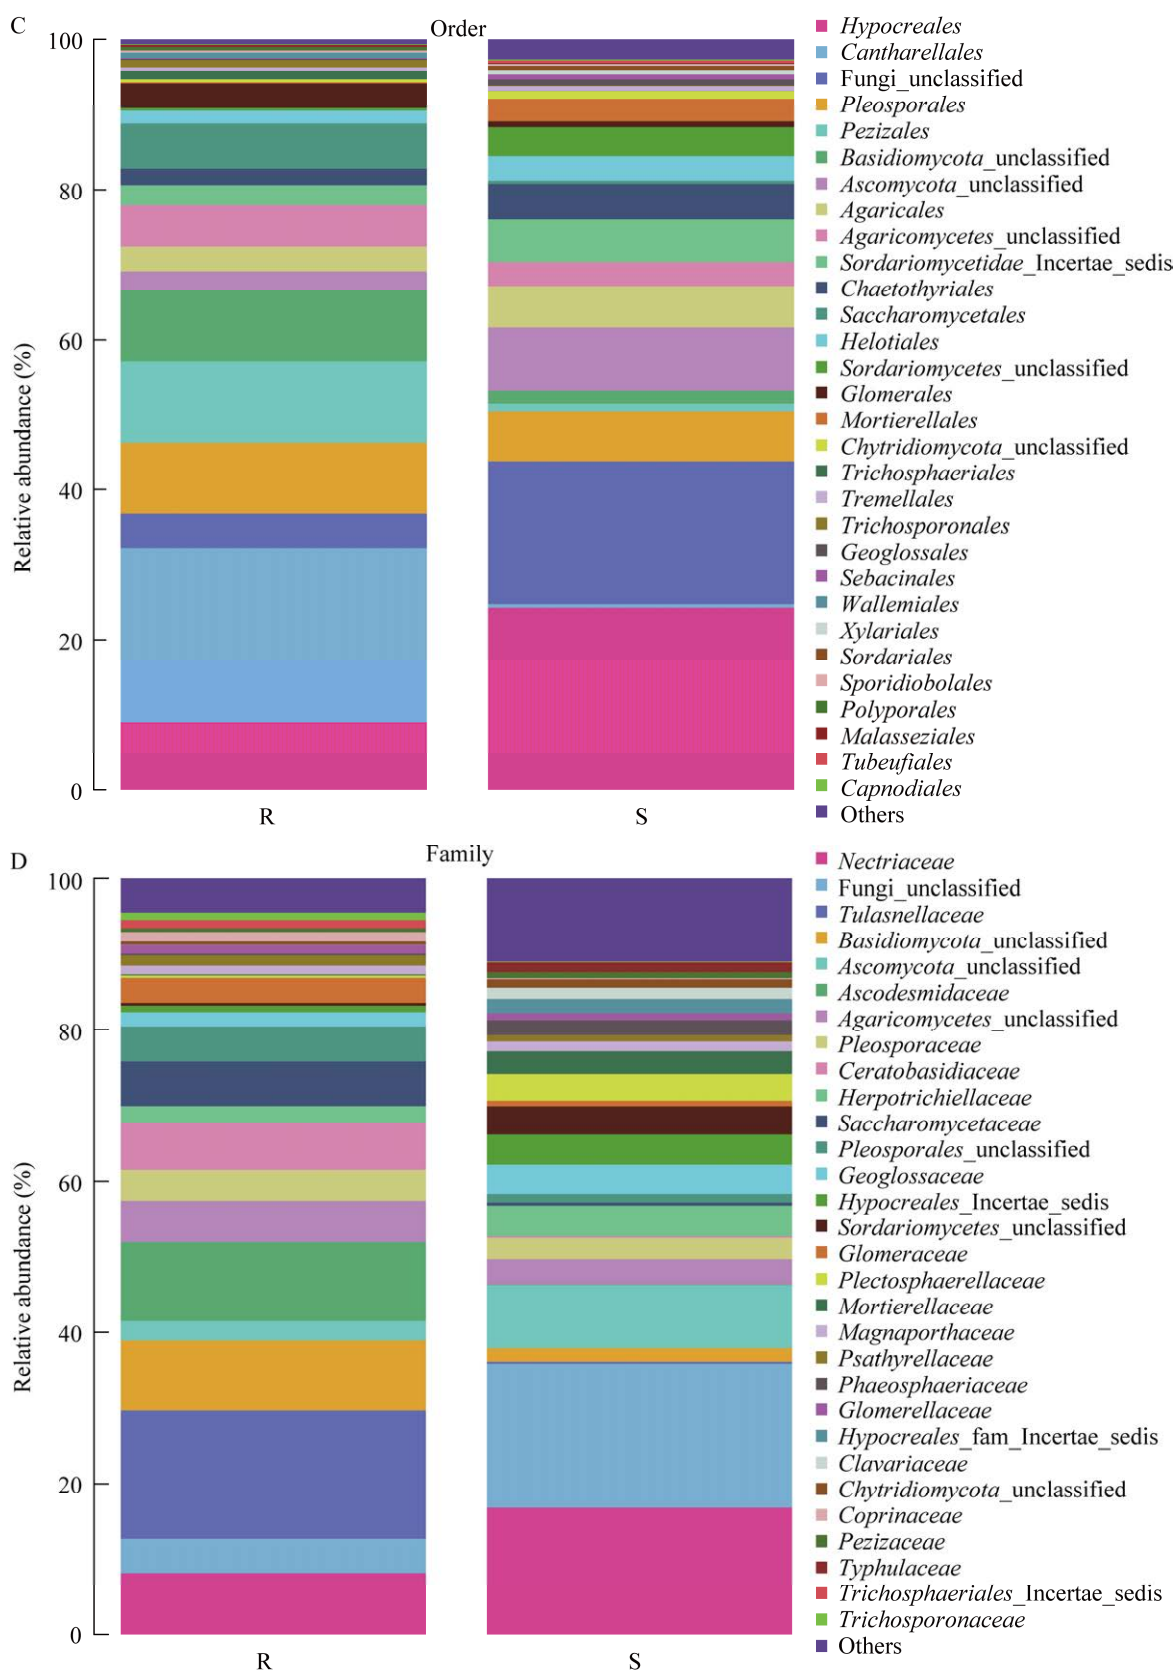 C
Order
100
80
60
40
20
0
Relative abundance (%)
R
S
Hypocreales
Cantharellales
Fungi_unclassified
Pleosporales
Pezizales
Basidiomycota_unclassified
Ascomycota_unclassified
Agaricales
Agaricomycetes_unclassified
Sordariomycetidae_Incertae_sedis
Chaetothyriales
Saccharomycetales
Helotiales
Sordariomycetes_unclassified
Glomerales
Mortierellales
Chytridiomycota_unclassified
Trichosphaeriales
Tremellales
Trichosporonales
Geoglossales
Sebacinales
Wallemiales
Xylariales
Sordariales
Sporidiobolales
Polyporales
Malasseziales
Tubeufiales
Capnodiales
Others
D
Family
100
80
60
40
20
0
Relative abundance (%)
R
S
Nectriaceae
Fungi_unclassified
Tulasnellaceae
Basidiomycota_unclassified
Ascomycota_unclassified
Ascodesmidaceae
Agaricomycetes_unclassified
Pleosporaceae
Ceratobasidiaceae
Herpotrichiellaceae
Saccharomycetaceae
Pleosporales_unclassified
Geoglossaceae
Hypocreales_Incertae_sedis
Sordariomycetes_unclassified
Glomeraceae
Plectosphaerellaceae
Mortierellaceae
Magnaporthaceae
Psathyrellaceae
Phaeosphaeriaceae
Glomerellaceae
Hypocreales_fam_Incertae_sedis
Clavariaceae
Chytridiomycota_unclassified
Coprinaceae
Pezizaceae
Typhulaceae
Trichosphaeriales_Incertae_sedis
Trichosporonaceae
Others